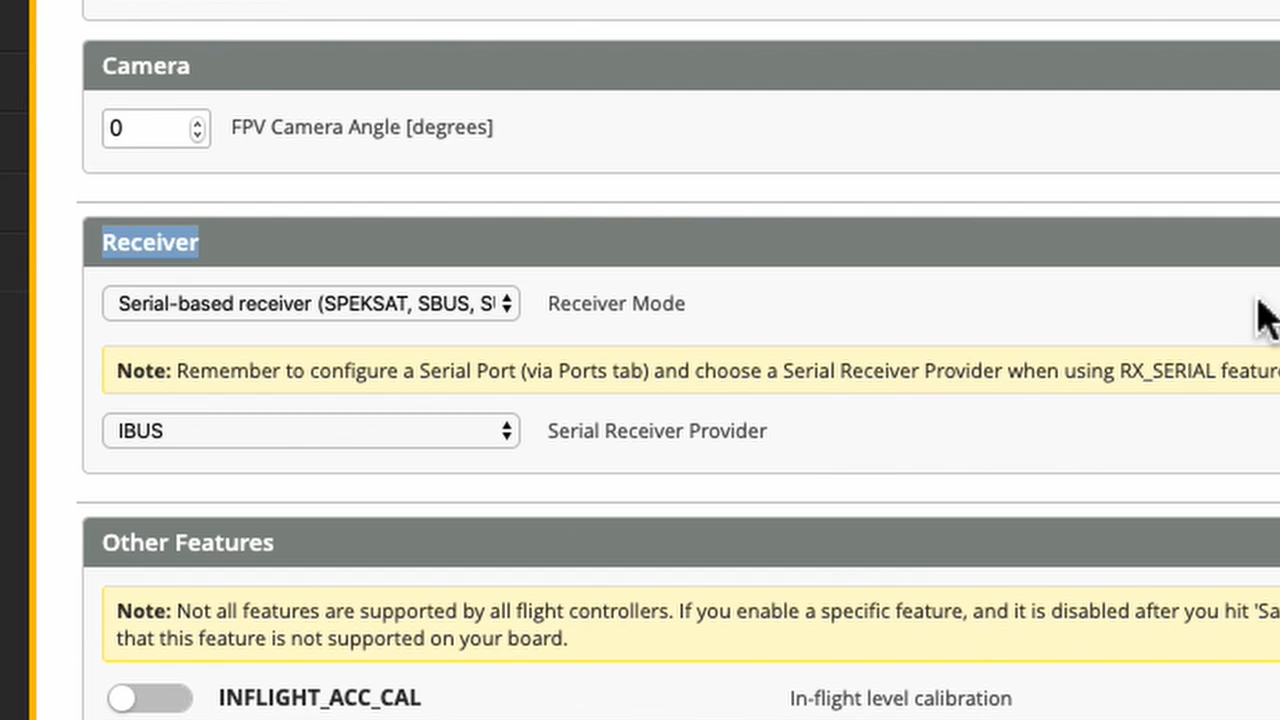 Camera
0 FPV Camera Angle [degrees]
Receiver
Serial-based receiver (SPEKSAT, SBUS, Receiver Mode
Note: Remember to configure a Serial Port (via Ports tab) and choose a Serial Receiver Provider when using RX_SERIAL
IBUS Serial Receiver Provider
Other Features
Note: Not all features are supported by all flight controllers. If you enable a specific feature, and it is disabled after you hit
that this feature is not supported on your board.
INFLIGHT_ACC_CAL In-flight level calibration